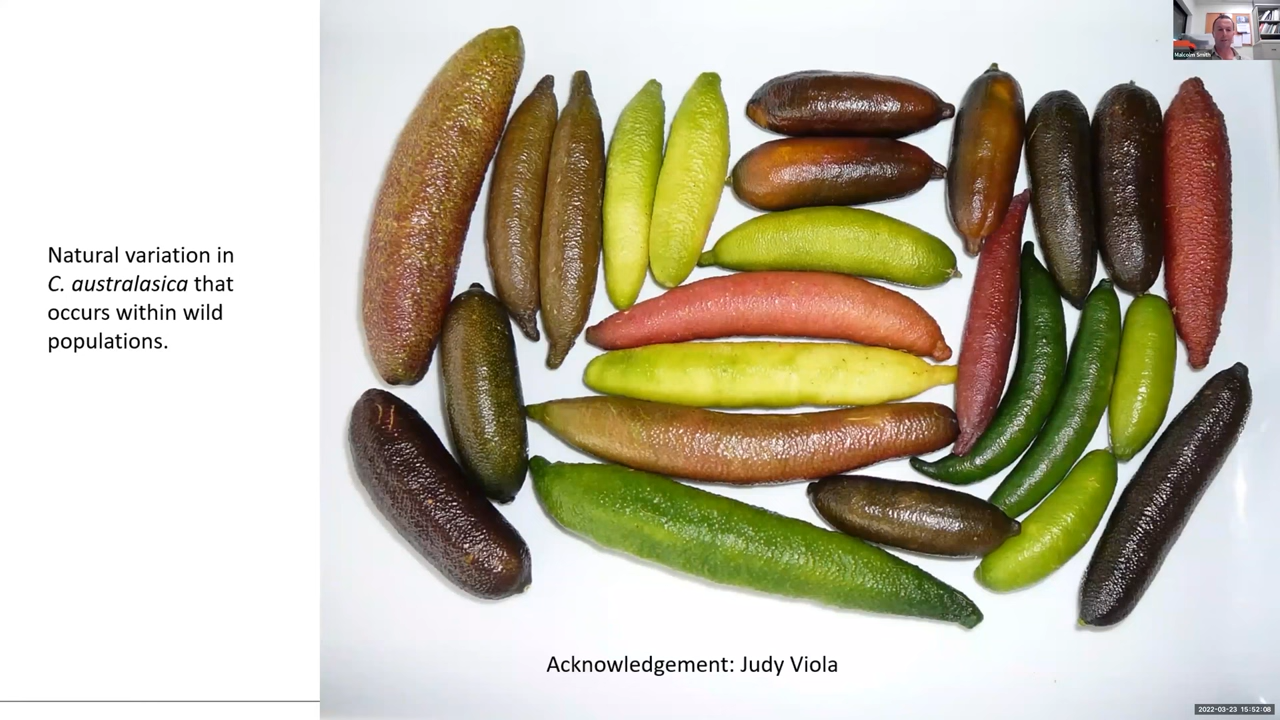 Malcolm Smith
Natural variation in
C. australasica that
occurs within wild
populations.
Acknowledgement: Judy Viola
2022-03-23 15:52:08